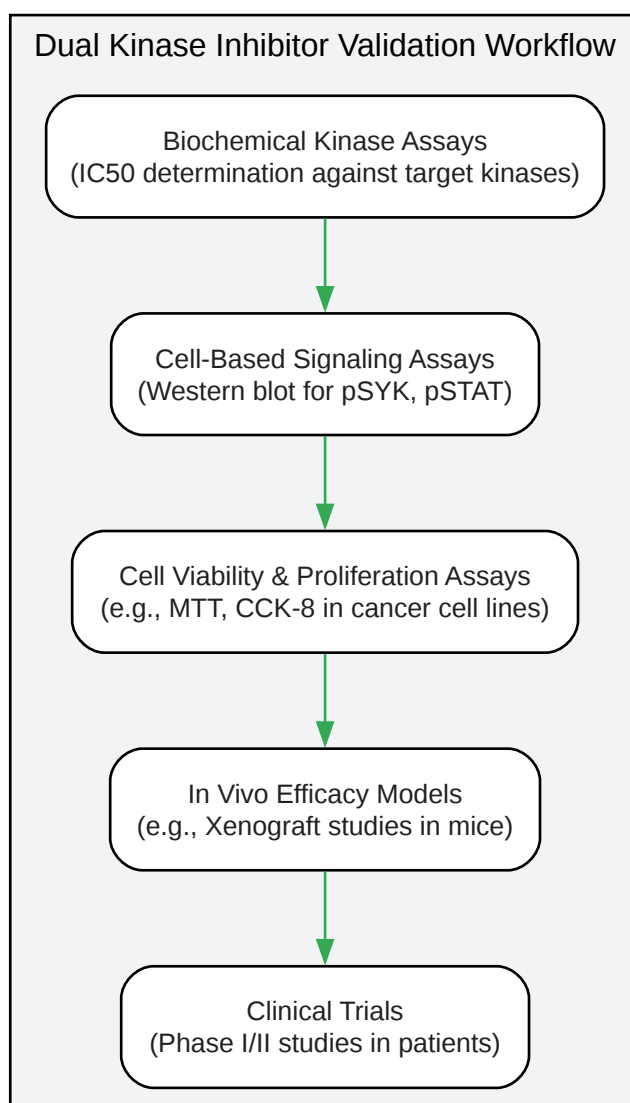 Dual Kinase Inhibitor Validation Workflow
Biochemical Kinase Assays
(IC50 determination against target kinases)
Cell-Based Signaling Assays
(Western blot for pSYK, pSTAT)
Cell Viability & Proliferation Assays
(e.g., MTT, CCK-8 in cancer cell lines)
In Vivo Efficacy Models
(e.g., Xenograft studies in mice)
Clinical Trials
(Phase I/II studies in patients)